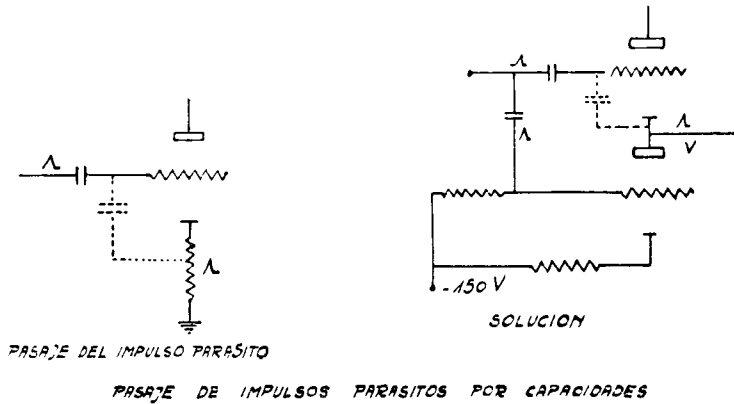 V
-150 V
SOLUCION
PASAJE DEL IMPULSO PARASITO
PASAJE DE IMPULSOS PARASITOS POR CAPACIDADES